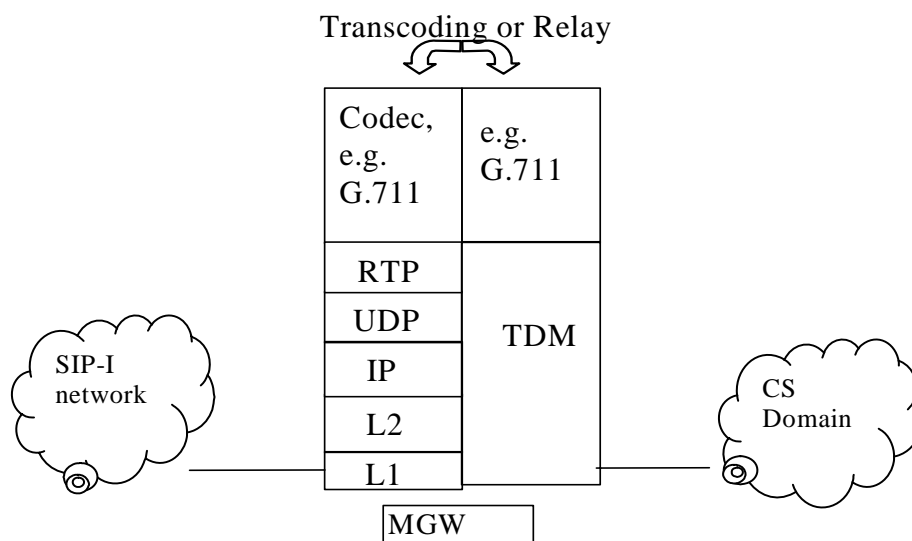 Transcoding or Relay
Codec,
e.g.
G.711
e.g.
G.711
RTP
UDP
IP
L2
L1
TDM
SIP-I
network
CS
Domain
MGW